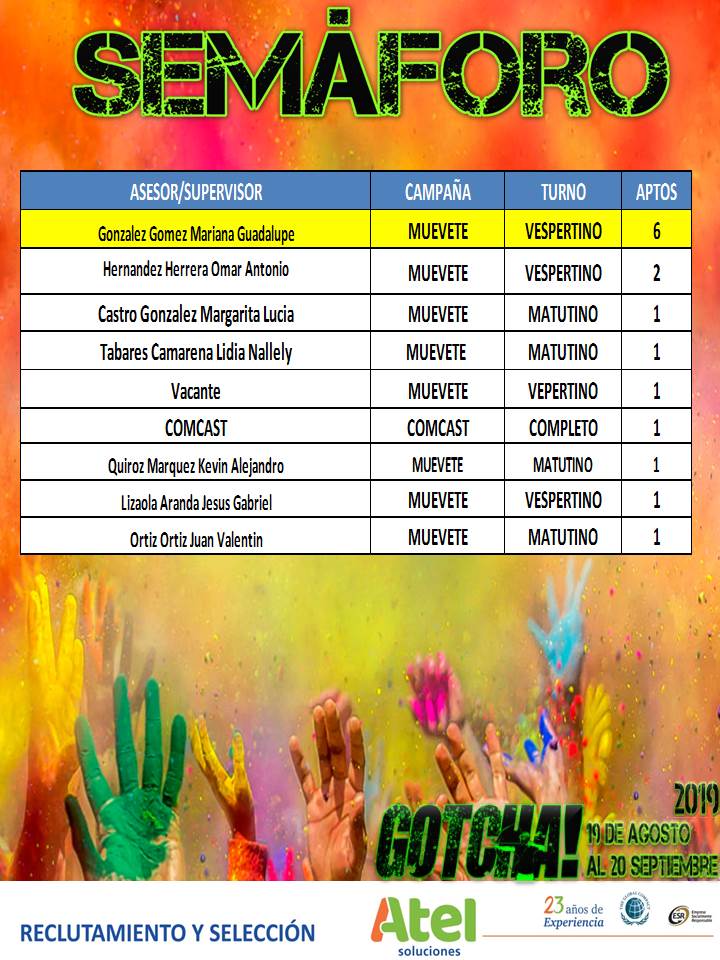 SEMÁFORO
ASESOR/SUPERVISOR CAMPAÑA TURNO APTOS
Gonzalez Gomez Mariana Guadalupe MUEVETE VESPERTINO 6
Hernandez Herrera Omar Antonio MUEVETE VESPERTINO 2
Castro Gonzalez Margarita Lucia MUEVETE MATUTINO 1
Tabares Camarena Lidia Nallely MUEVETE MATUTINO 1
Vacante MUEVETE VEPERTINO 1
COMCAST COMCAST COMPLETO 1
Quiroz Marquez Kevin Alejandro MUEVETE MATUTINO 1
Lizaola Aranda Jesus Gabriel MUEVETE VESPERTINO 1
Ortiz Ortiz Juan Valentin MUEVETE MATUTINO 1
2019
GOTCHA! 19 DE AGOSTO
AL 20 SEPTIEMBRE
RECLUTAMIENTO Y SELECCIÓN
Atel
soluciones
23 años de
Experiencia
ESR
Empresa
Socialmente
Responsable